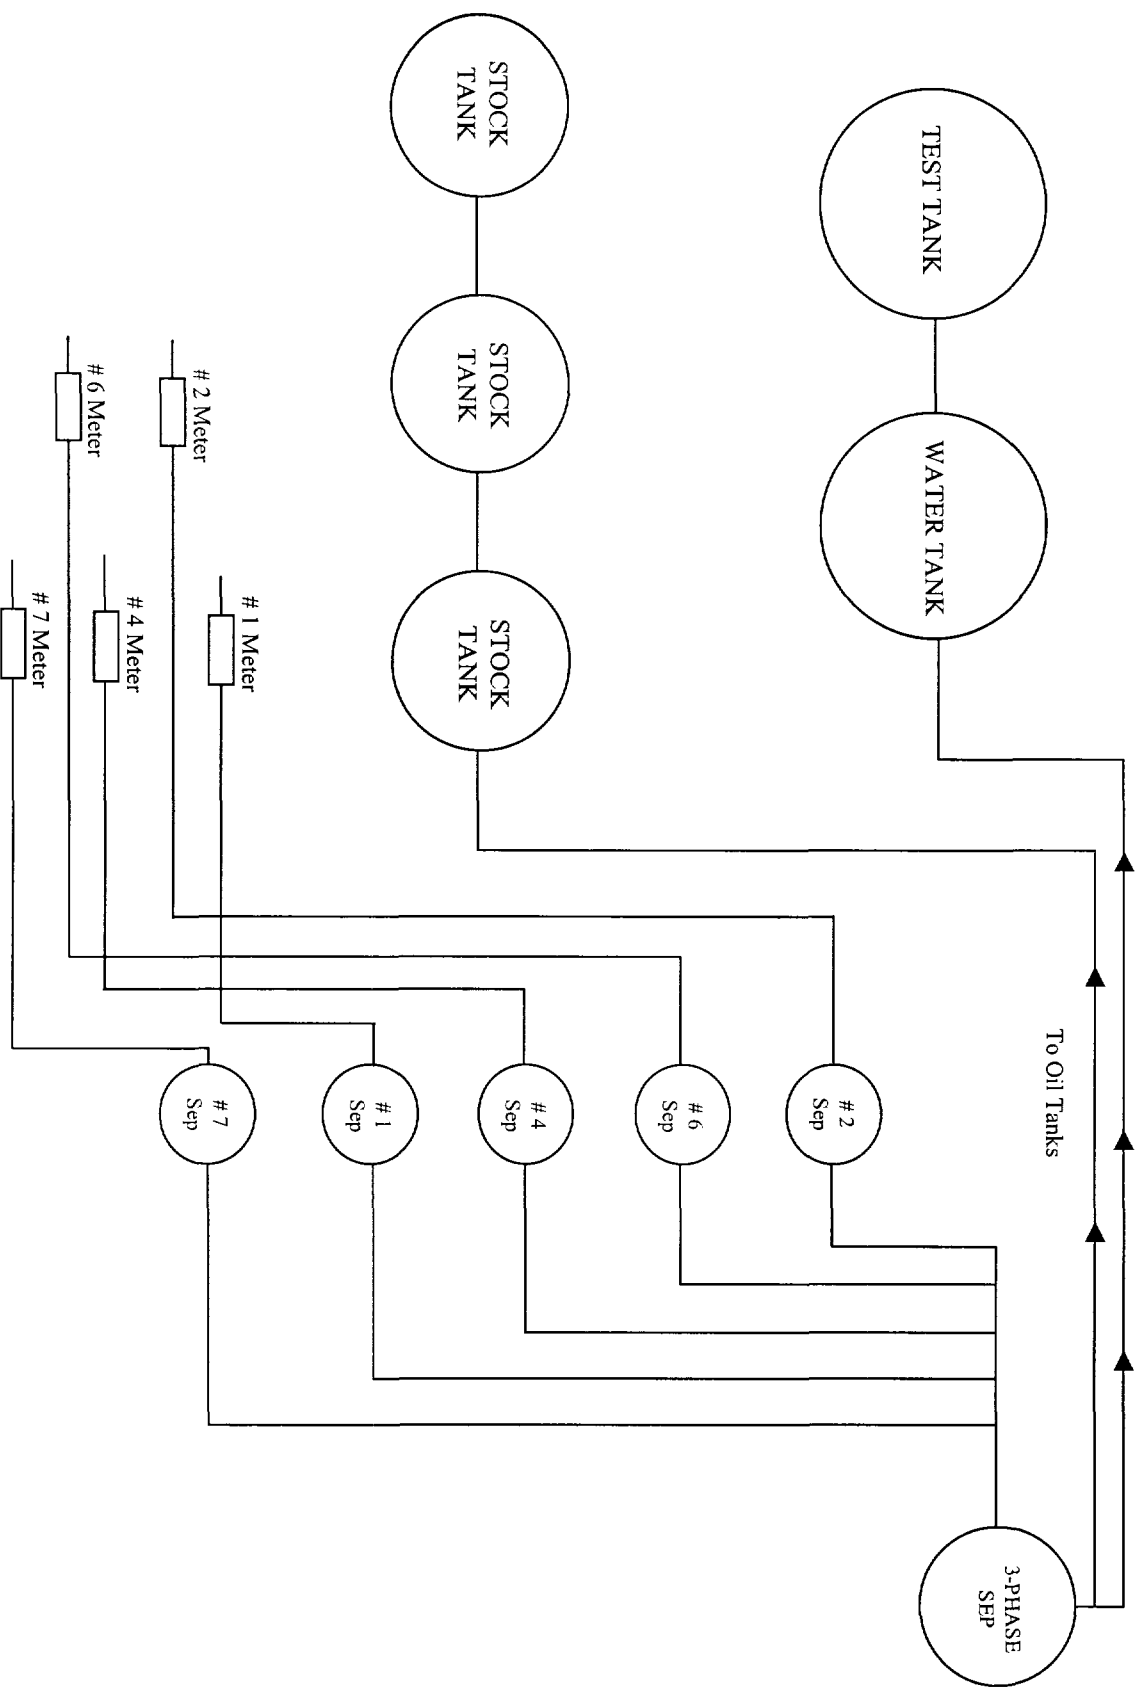 TEST TANK
WATER TANK
STOCK
TANK
STOCK
TANK
STOCK
TANK
# 2 Meter
# 6 Meter
# 1 Meter
# 4 Meter
# 7 Meter
To Oil Tanks
# 2
Sep
# 6
Sep
# 4
Sep
# 1
Sep
# 7
Sep
3-PHASE
SEP